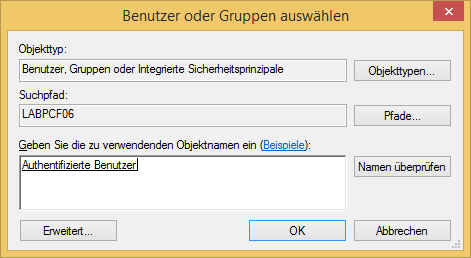 Benutzer oder Gruppen auswählen
Objekttyp:
Benutzer, Gruppen oder Integrierte Sicherheitsprinzipale
Objekttypen...
Suchpfad:
LABPCF06
Pfade...
Geben Sie die zu verwendenden Objektnamen ein (Beispiele):
Authentifizierte Benutzer
Namen überprüfen
Erweitert...
OK
Abbrechen